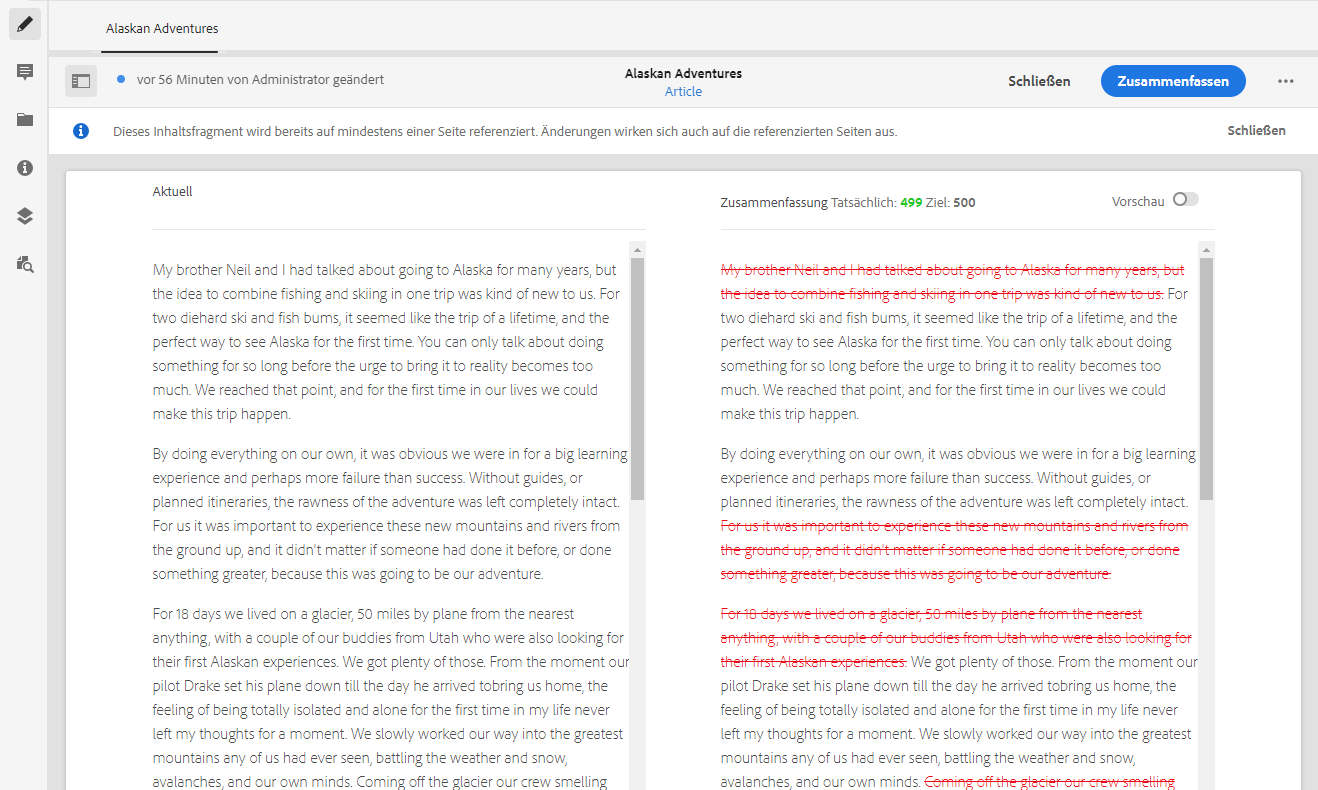 Alaskan Adventures
vor 56 Minuten von Administrator geändert
Alaskan Adventures
Article
Schließen
Zusammenfassen
Dieses Inhaltsfragment wird bereits auf mindestens einer Seite referenziert. Änderungen wirken sich auch auf die referenzierten Seiten aus.
Schließen
Aktuell
My brother Neil and I had talked about going to Alaska for many years, but
the idea to combine fishing and skiing in one trip was kind of new to us. For
two diehard ski and fish bums, it seemed like the trip of a lifetime, and the
perfect way to see Alaska for the first time. You can only talk about doing
something for so long before the urge to bring it to reality becomes too
much. We reached that point, and for the first time in our lives we could
make this trip happen.
By doing everything on our own, it was obvious we were in for a big learning
experience and perhaps more failure than success. Without guides, or
planned itineraries, the rawness of the adventure was left completely intact.
For us it was important to experience these new mountains and rivers from
the ground up, and it didn't matter if someone had done it before, or done
something greater, because this was going to be our adventure.
For 18 days we lived on a glacier, 50 miles by plane from the nearest
anything, with a couple of our buddies from Utah who were also looking for
their first Alaskan experiences. We got plenty of those. From the moment our
pilot Drake set his plane down till the day he arrived tobring us home, the
feeling of being totally isolated and alone for the first time in my life never
left my thoughts for a moment. We slowly worked our way into the greatest
mountains any of us had ever seen, battling the weather and snow,
avalanches, and our own minds. Coming off the glacier our crew smelling
Zusammenfassung Tatsächlich: 499 Ziel: 500
Vorschau
My brother Neil and I had talked about going to Alaska for many years, but
the idea to combine fishing and skiing in one trip was kind of new to us. For
two diehard ski and fish bums, it seemed like the trip of a lifetime, and the
perfect way to see Alaska for the first time. You can only talk about doing
something for so long before the urge to bring it to reality becomes too
much. We reached that point, and for the first time in our lives we could
make this trip happen.
By doing everything on our own, it was obvious we were in for a big learning
experience and perhaps more failure than success. Without guides, or
planned itineraries, the rawness of the adventure was left completely intact.
For us it was important to experience these new mountains and rivers from
the ground up, and it didn't matter if someone had done it before, or done
something greater, because this was going to be our adventure.
For 18 days we lived on a glacier, 50 miles by plane from the nearest
anything, with a couple of our buddies from Utah who were also looking for
their first Alaskan experiences. We got plenty of those. From the moment our
pilot Drake set his plane down till the day he arrived tobring us home, the
feeling of being totally isolated and alone for the first time in my life never
left my thoughts for a moment. We slowly worked our way into the greatest
mountains any of us had ever seen, battling the weather and snow,
avalanches, and our own minds. Coming off the glacier our crew smelling